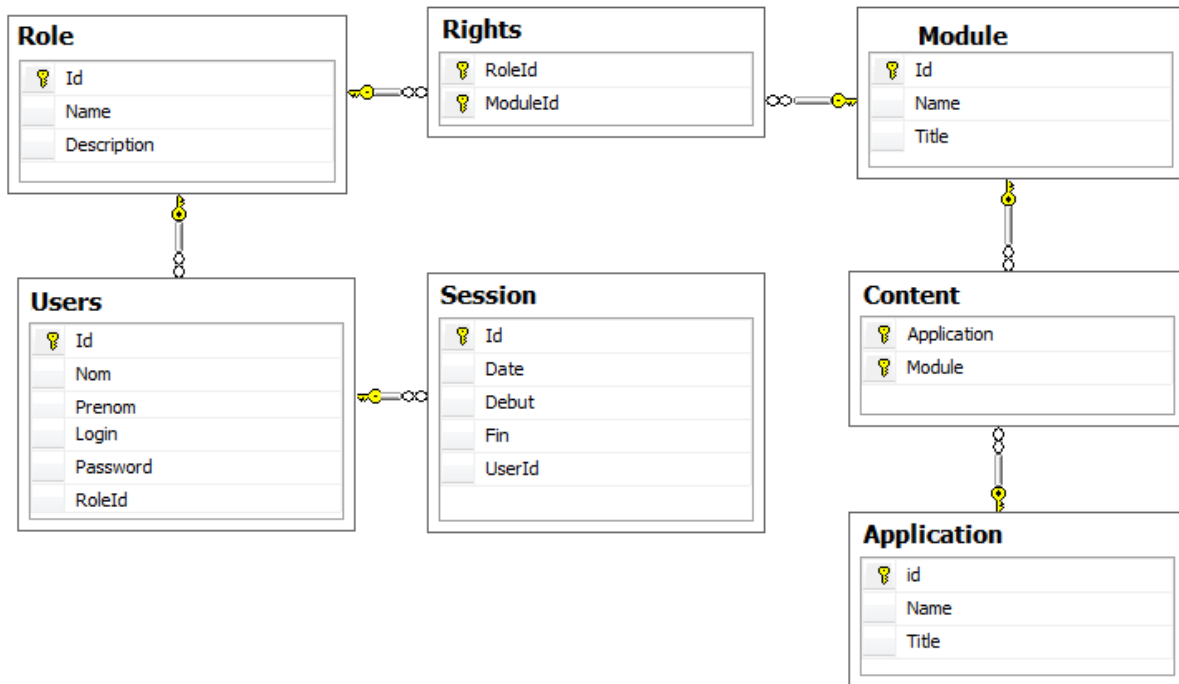 Role
Id
Name
Description
Rights
RoleId
ModuleId
Module
Id
Name
Title
Users
Id
Nom
Prenom
Login
Password
RoleId
Session
Id
Date
Debut
Fin
UserId
Content
Application
Module
Application
id
Name
Title